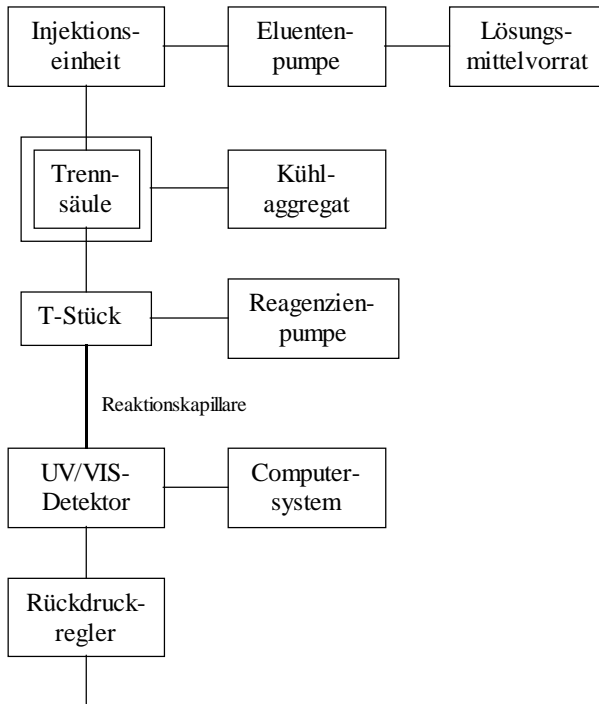 Injektions-
einheit
Eluenten-
pumpe
Lösungs-
mittelvorrat
Trenn-
säule
Kühl-
aggregat
T-Stück
Reagenzien-
pumpe
Reaktionskapillare
UV/VIS-
Detektor
Computer-
system
Rückdruck-
regler